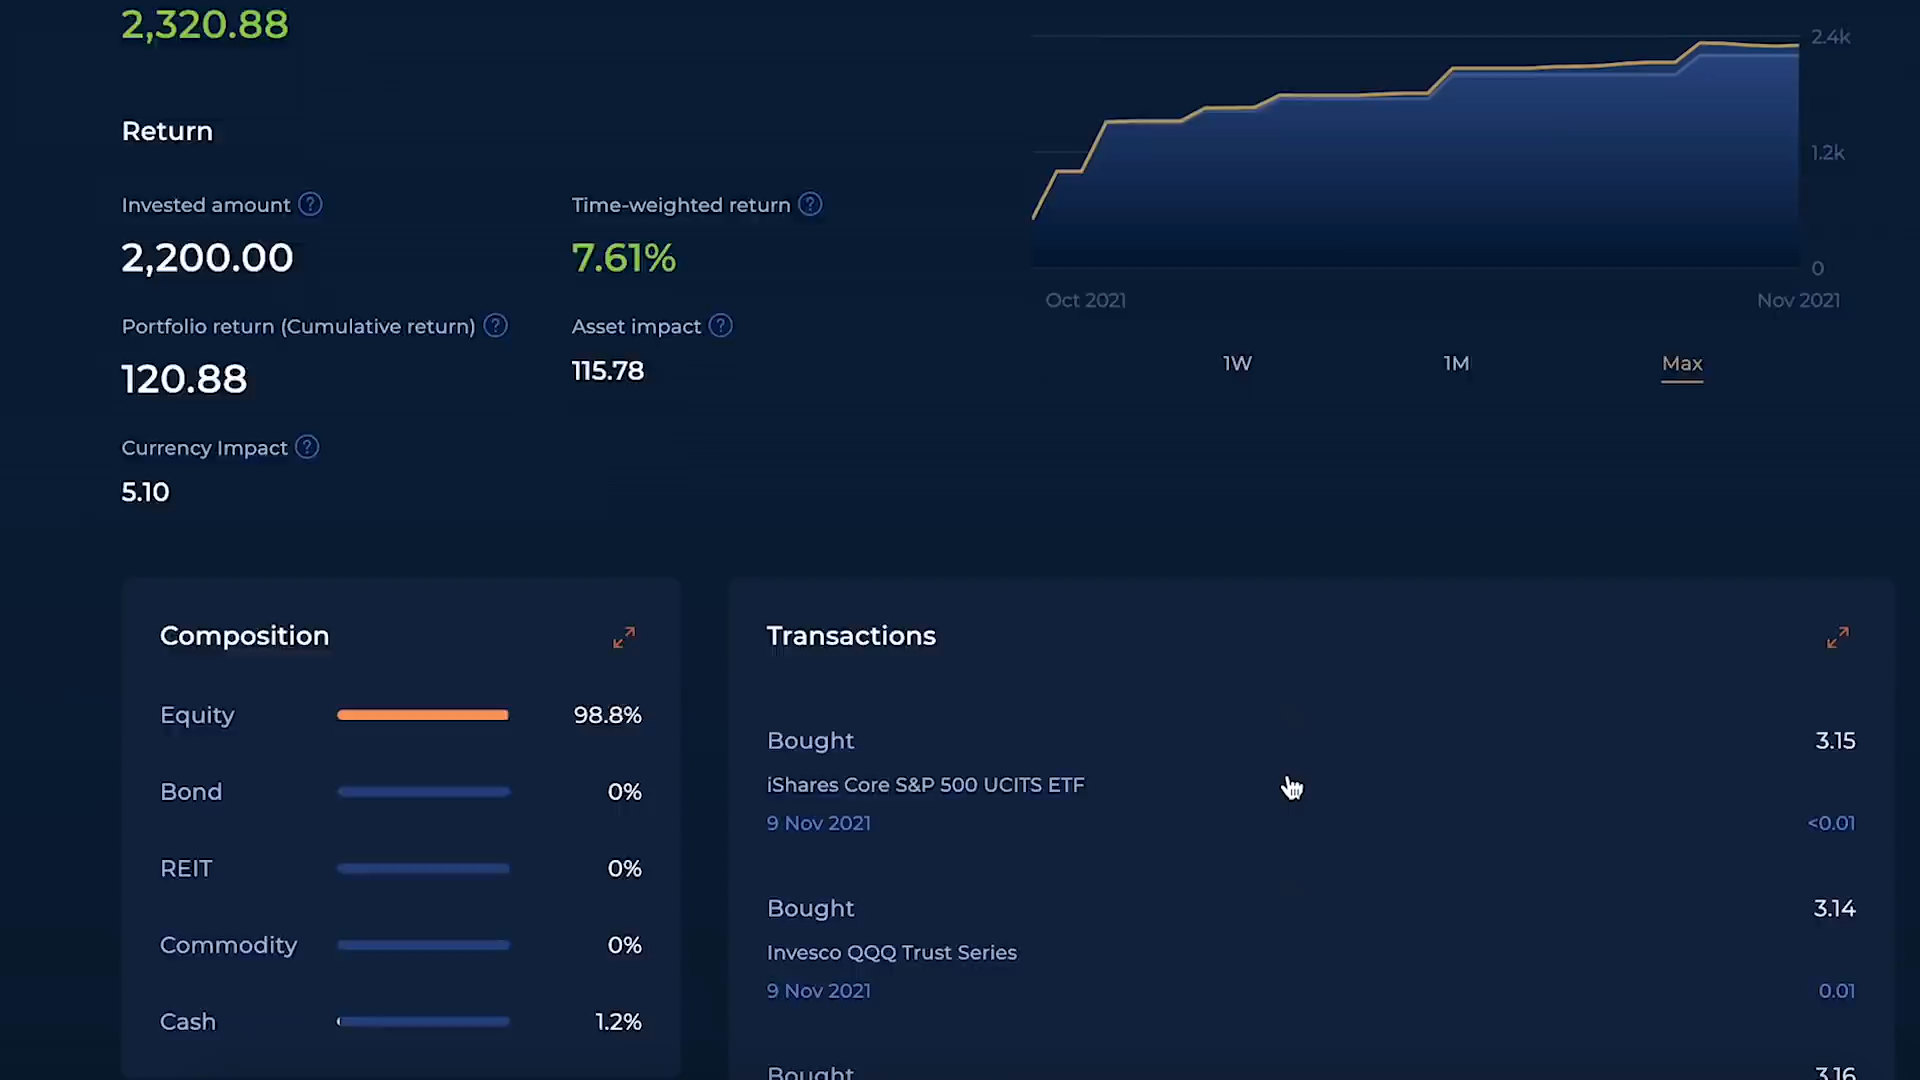 2,320.88
Return
Invested amount ?
2,200.00
Time-weighted return ?
7.61%
Portfolio return (Cumulative return) ?
120.88
Asset impact ?
115.78
Currency Impact ?
5.10
2.4k
1.2k
0
Oct 2021 Nov 2021
1W 1M Max
Composition
Equity 98.8%
Bond 0%
REIT 0%
Commodity 0%
Cash 1.2%
Transactions
Bought 3.15
iShares Core S&P 500 UCITS ETF
9 Nov 2021 <0.01
Bought 3.14
Invesco QQQ Trust Series
9 Nov 2021 0.01
Bought 3.16